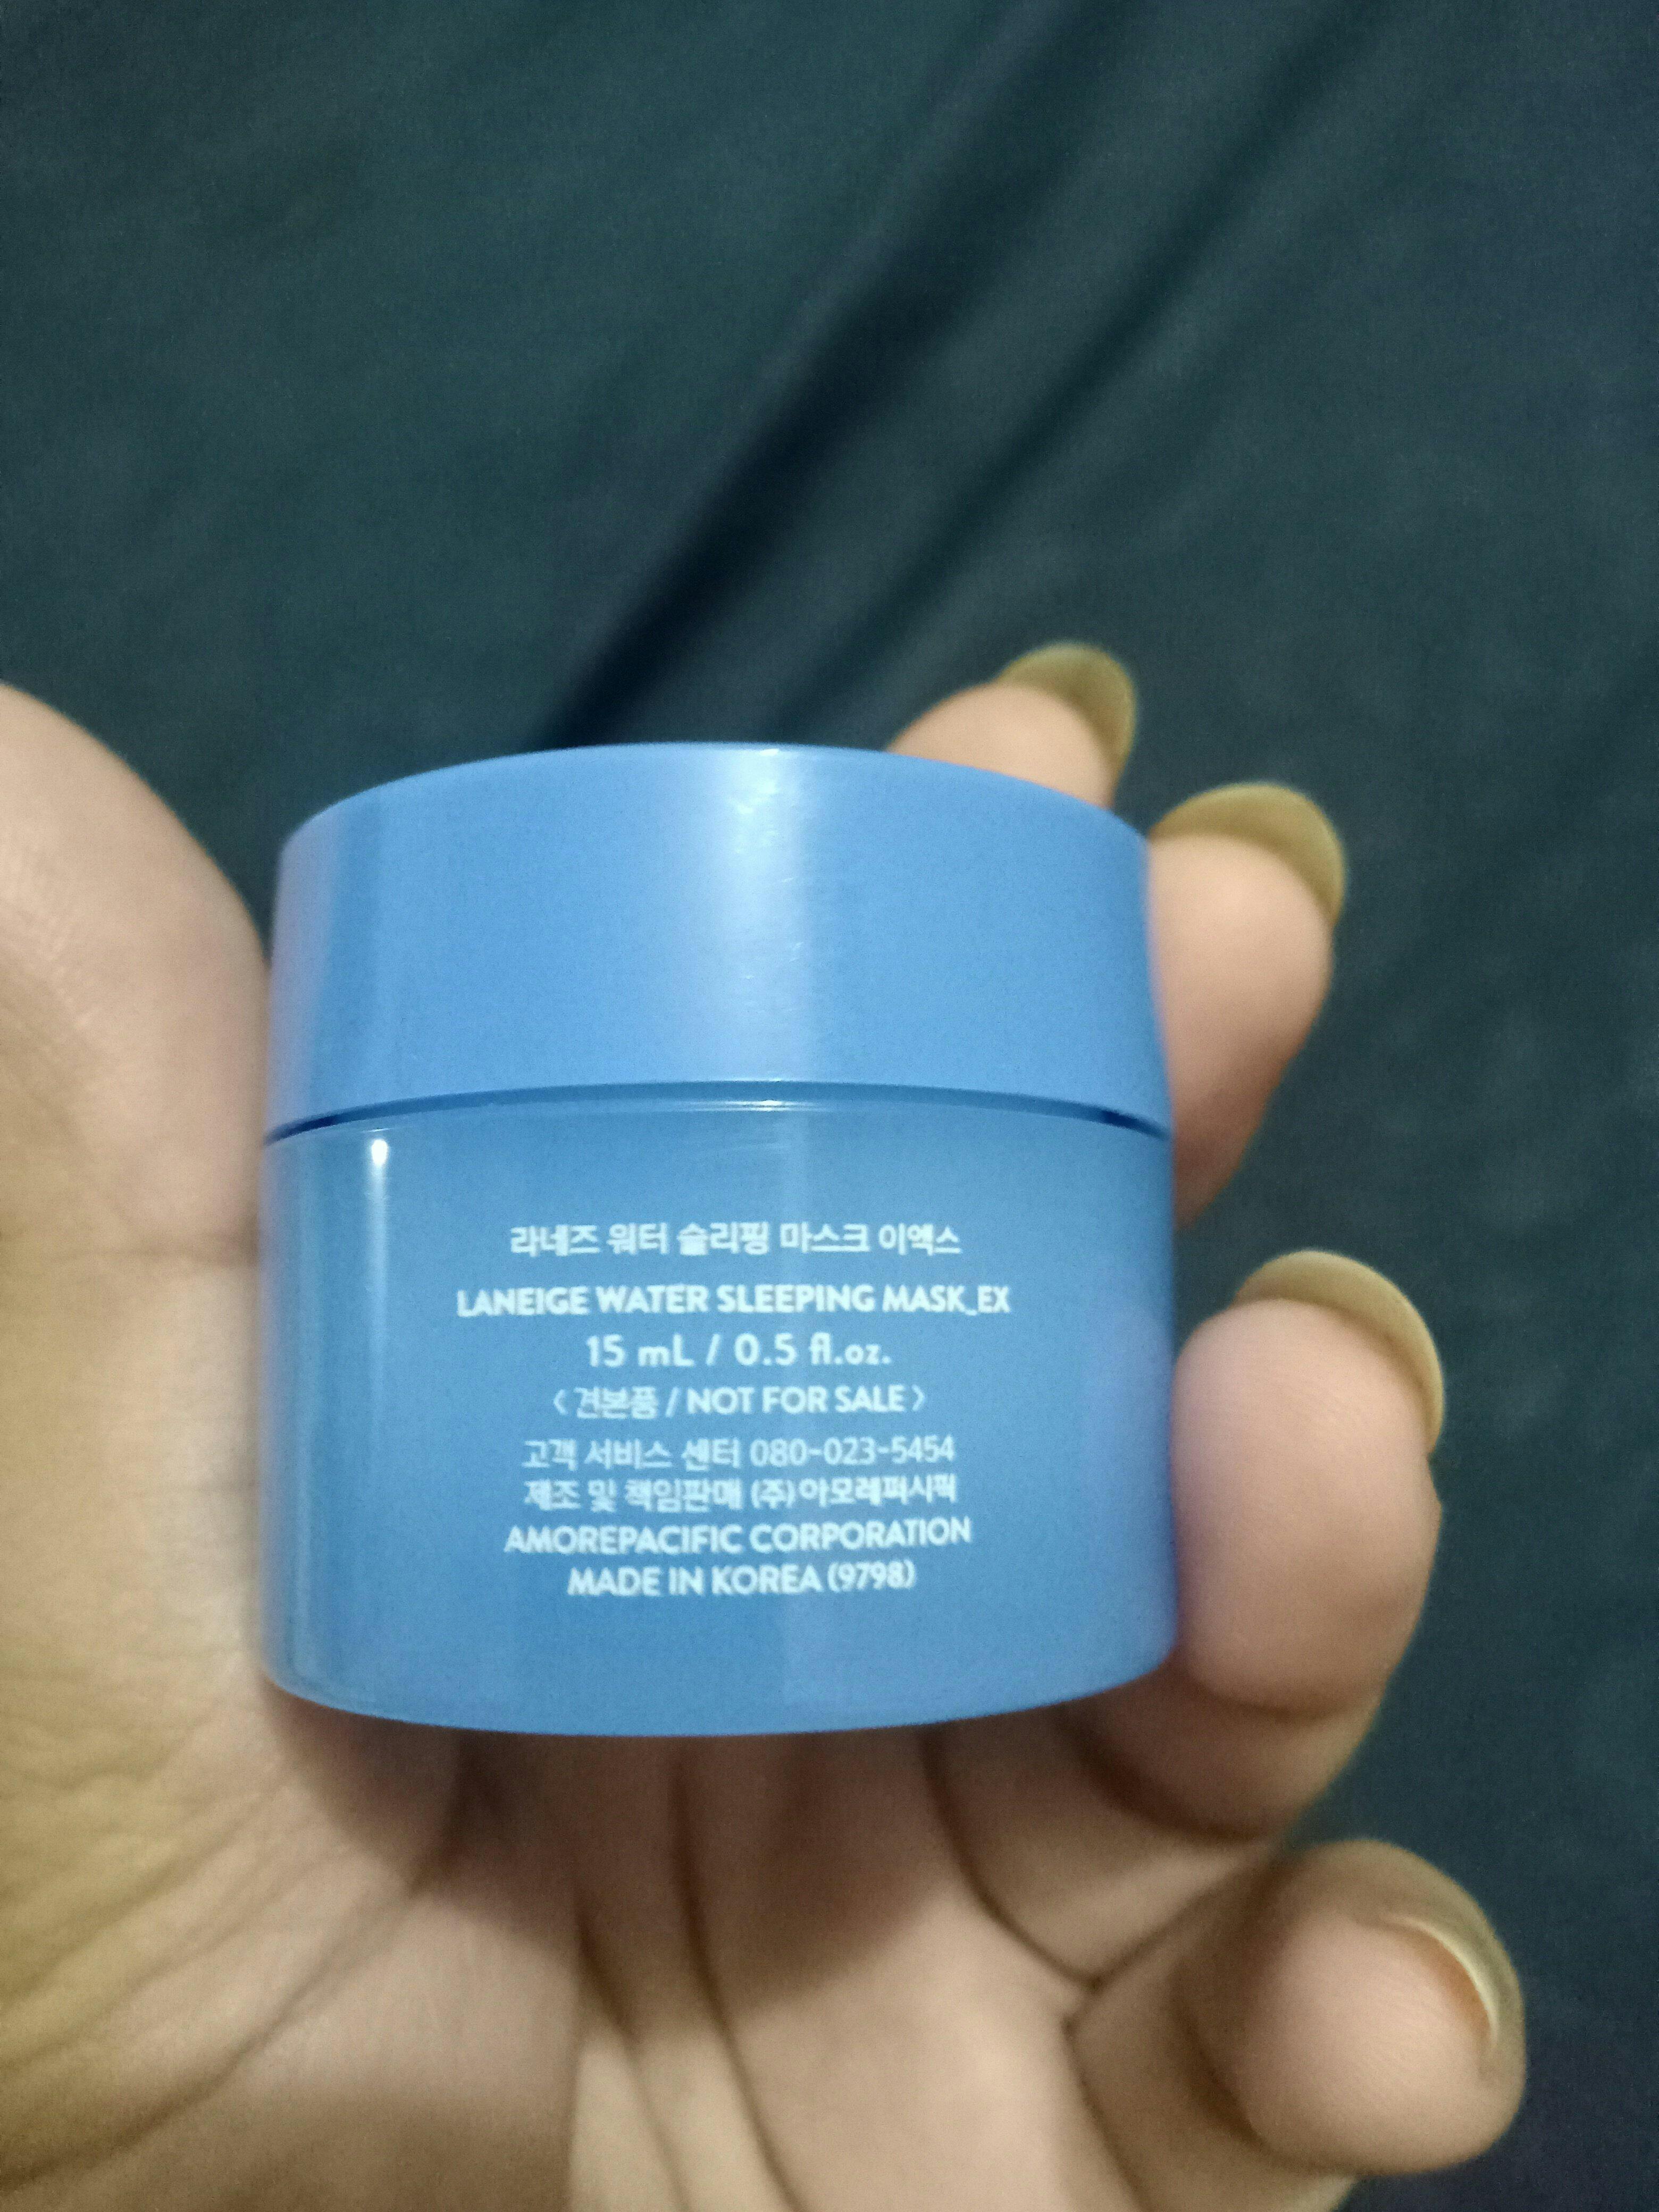 라네즈 워터 슬리핑 마스크 이엑스
LANEIGE WATER SLEEPING MASK_EX
15 mL / 0.5 fl.oz.
〈 견본품 / NOT FOR SALE 〉
고객 서비스 센터 080-023-5454
제조 및 책임판매 (주)아모레퍼시픽
AMOREPACIFIC CORPORATION
MADE IN KOREA (9798)